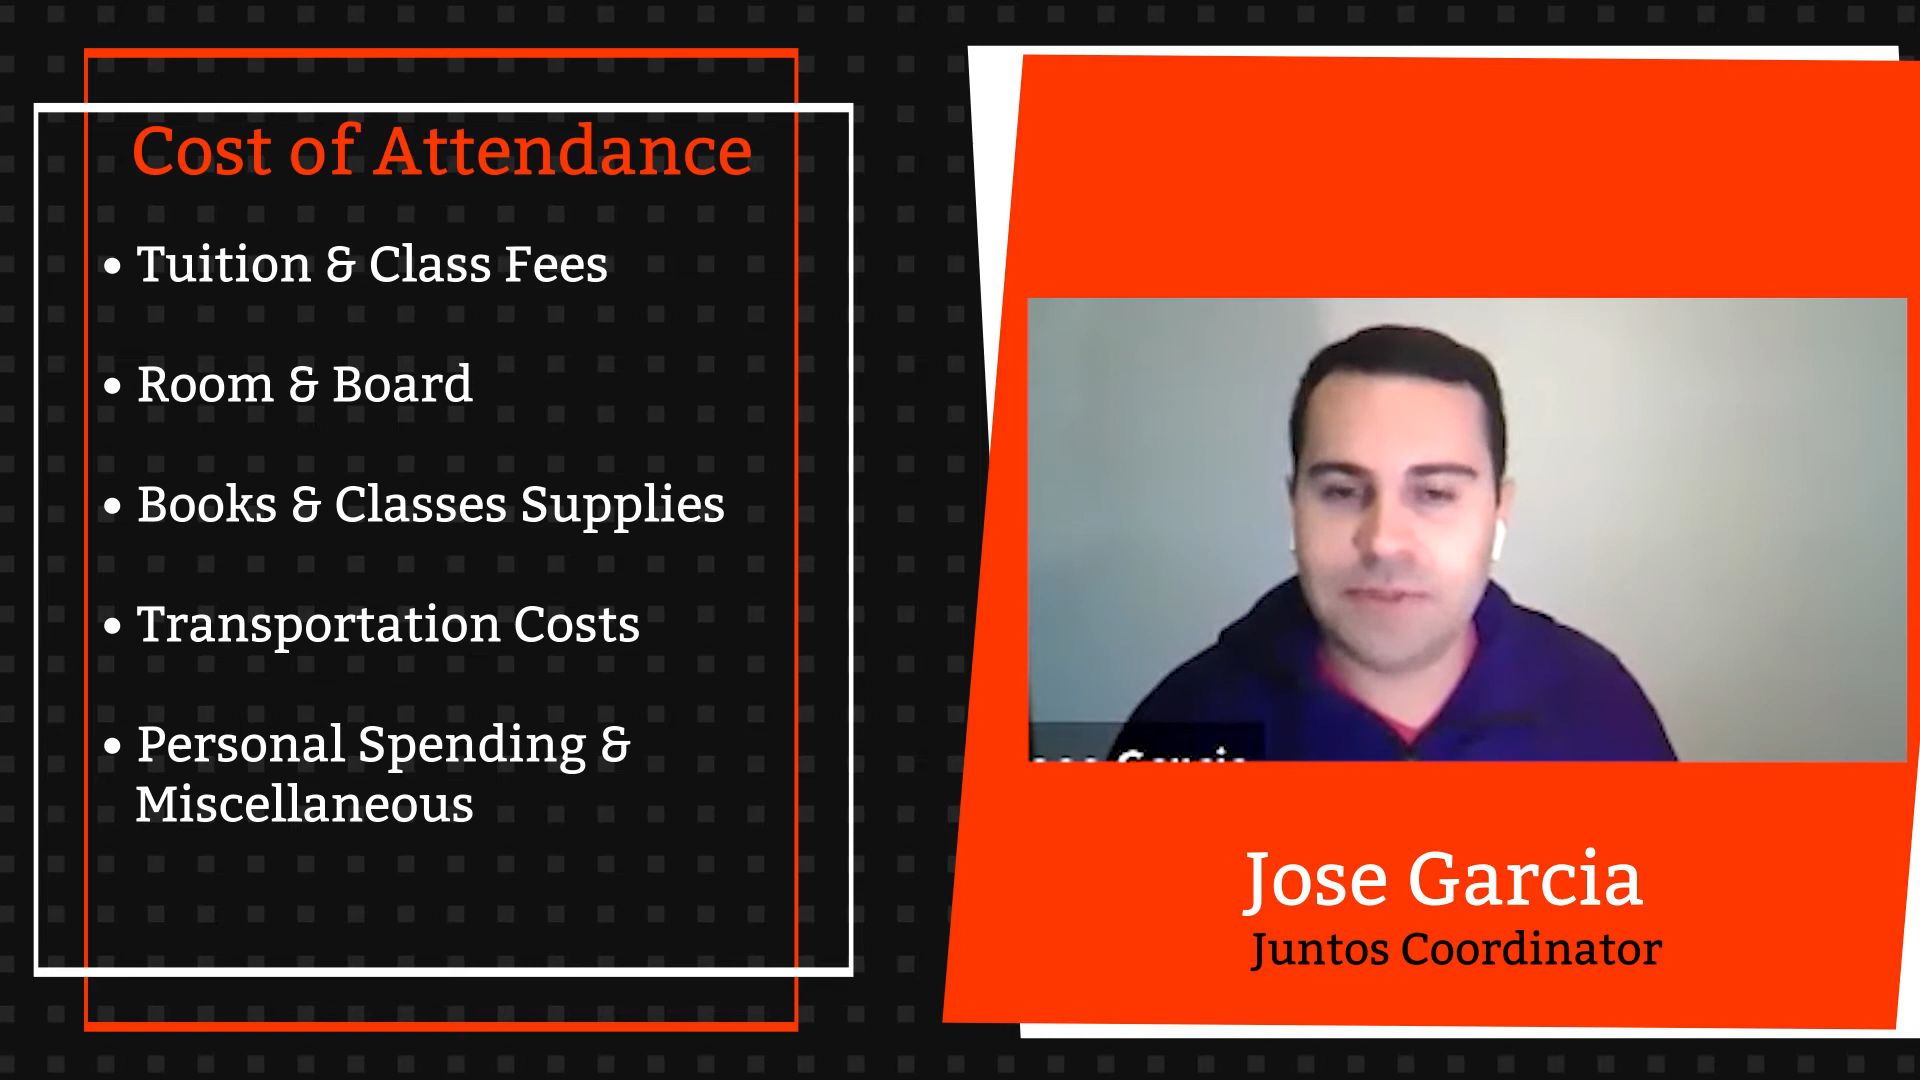 Cost of Attendance
• Tuition & Class Fees
• Room & Board
• Books & Classes Supplies
• Transportation Costs
• Personal Spending &
Miscellaneous
Jose Garcia
Juntos Coordinator